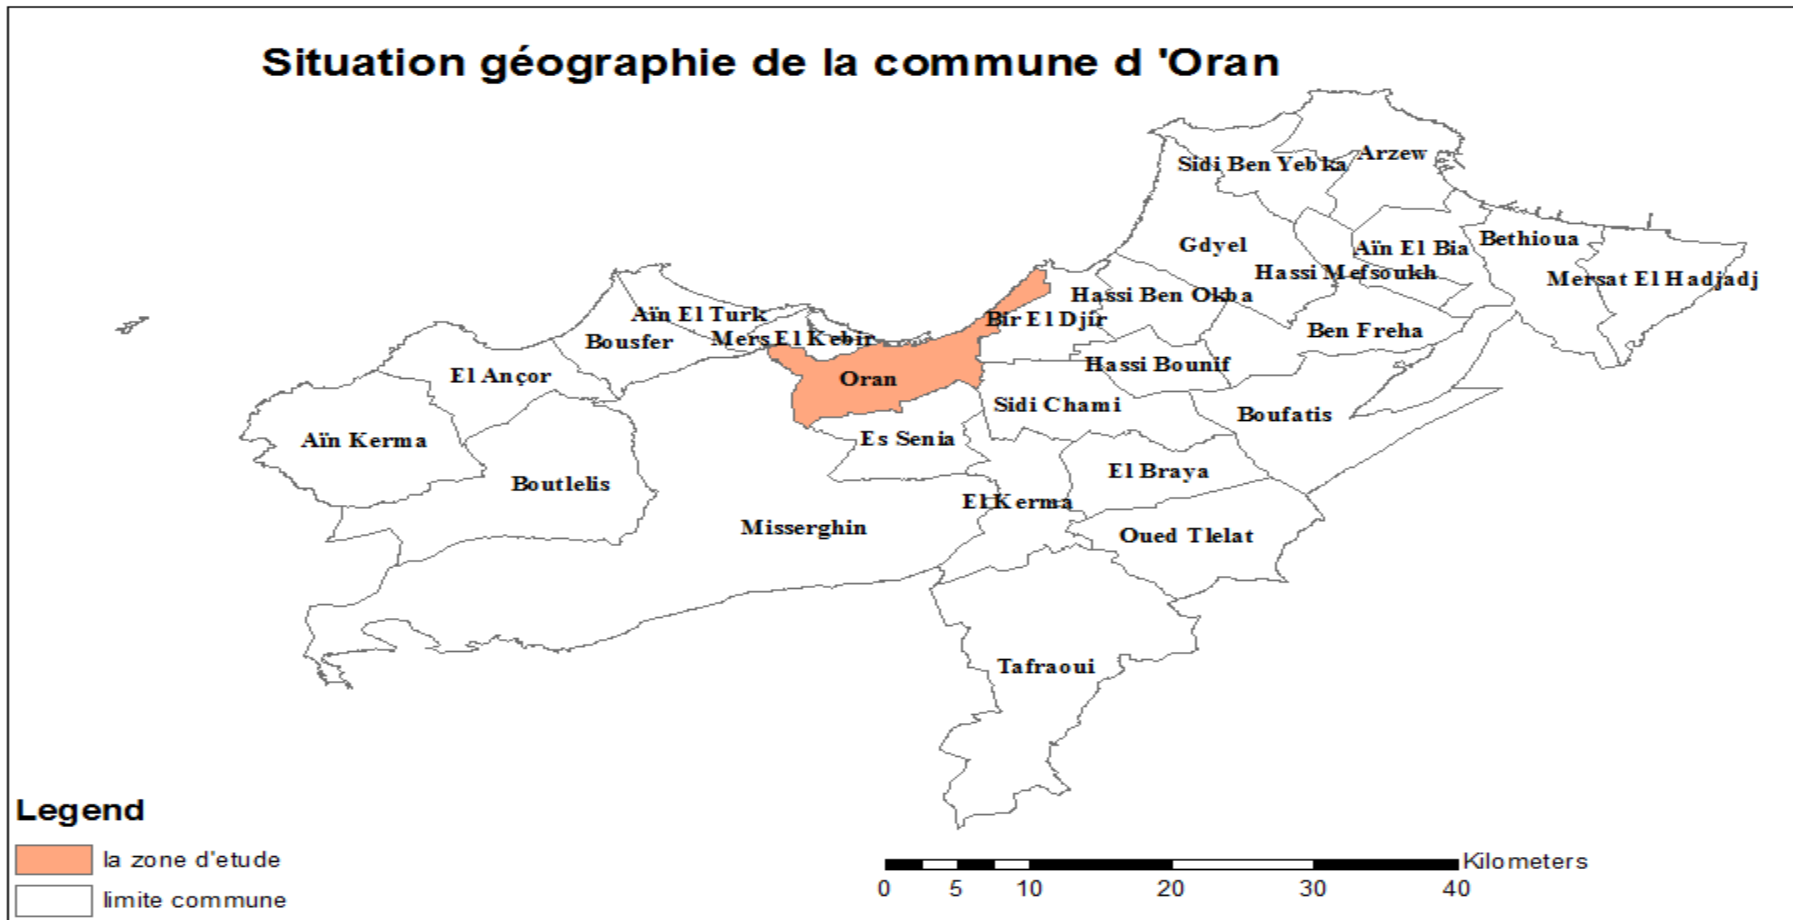 Situation géographie de la commune d 'Oran
Arzew
Sidi Ben Yebka
Gdyel
Aïn El Bia
Bethioua
Hassi Mefsoukh
Mersat El Hadjadj
Hassi Ben Okba
Aïn El Turk
Bir El Djir
Mers El Kebir
Bousfer
Ben Freha
Hassi Bounif
El Ançor
Oran
Sidi Chami
Boufatis
Aïn Kerma
Es Senia
El Braya
Boutlelis
El Kerma
Misserghin
Oued Tlelat
Tafraoui
Legend
la zone d'etude
limite commune
Kilometers
0 5 10 20 30 40